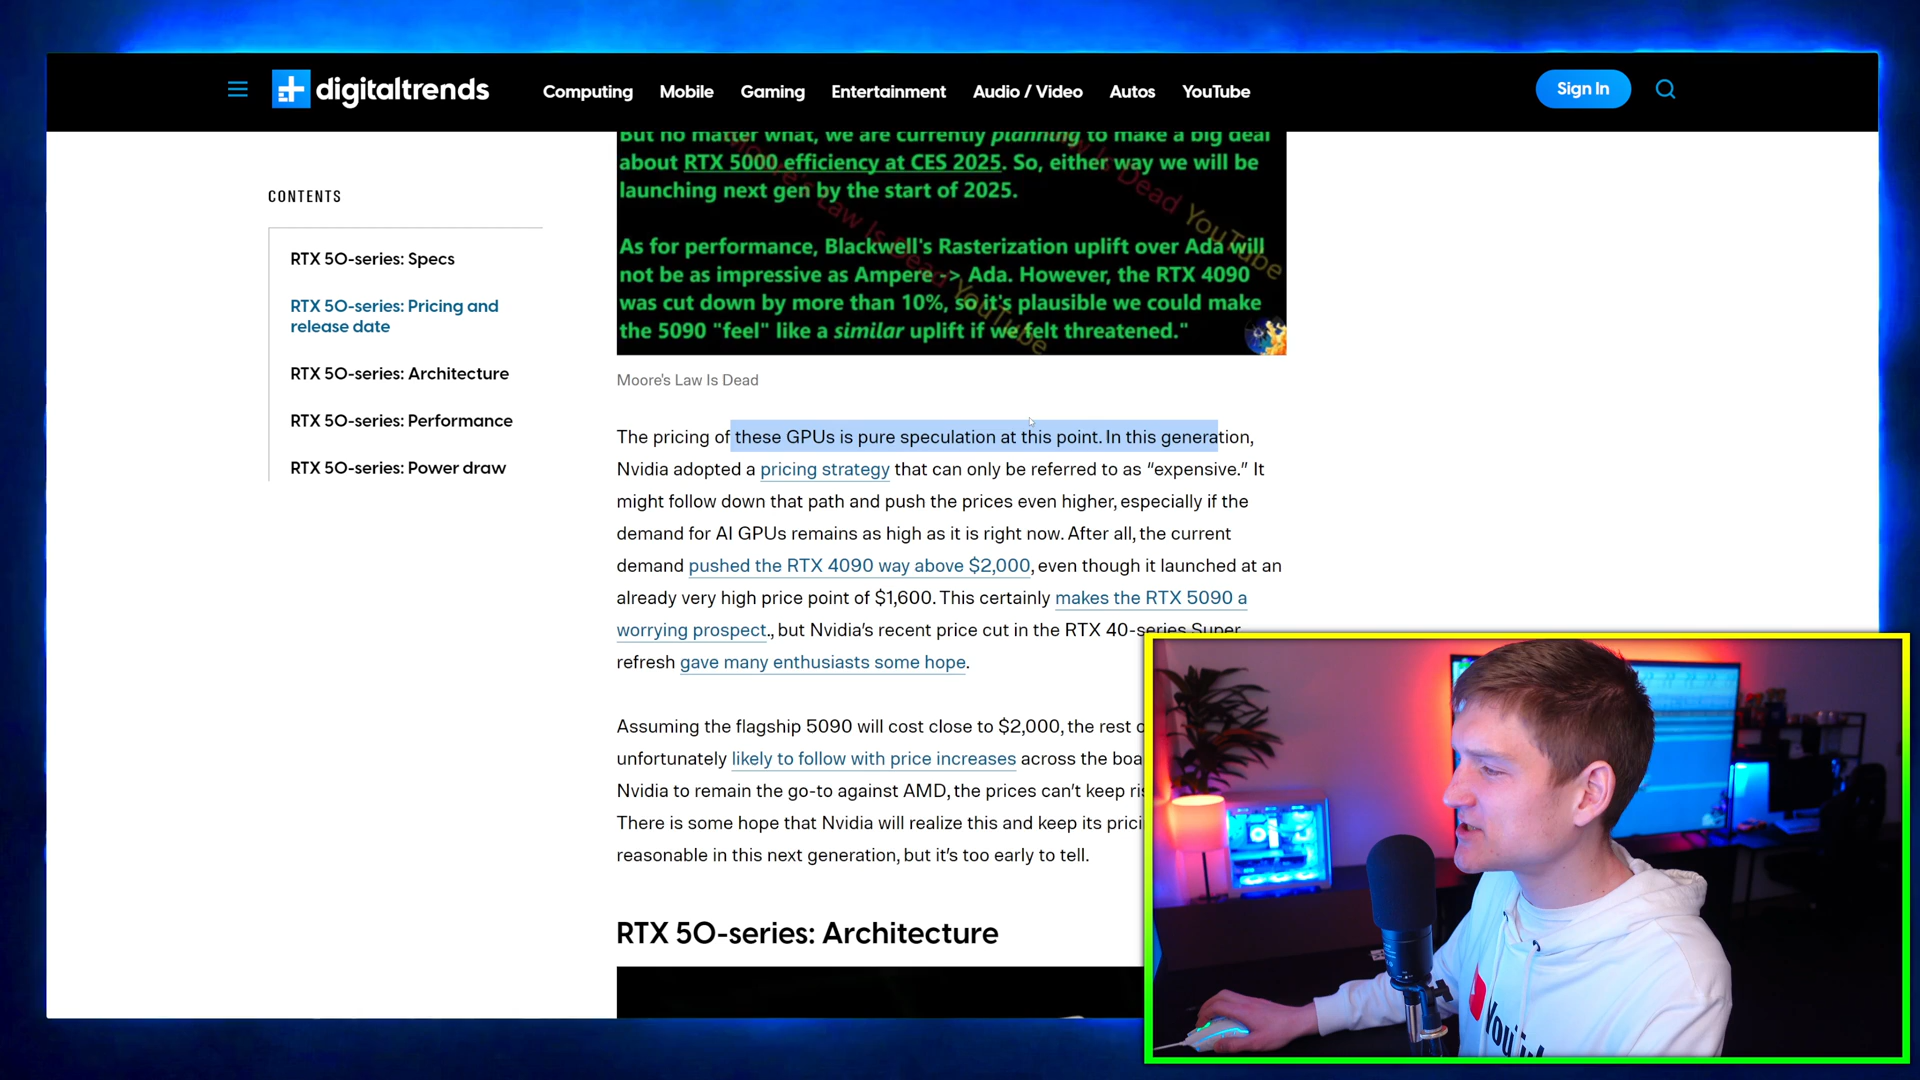 digitaltrends
Computing
Mobile
Gaming
Entertainment
Audio / Video
Autos
YouTube
Sign In
CONTENTS
RTX 50-series: Specs
RTX 50-series: Pricing and
release date
RTX 50-series: Architecture
RTX 50-series: Performance
RTX 50-series: Power draw
But no matter what, we are currently planning to make a big deal
about RTX 5000 efficiency at CES 2025. So, either way we will be
launching next gen by the start of 2025.
As for performance, Blackwell's Rasterization uplift over Ada will
not be as impressive as Ampere -> Ada. However, the RTX 4090
was cut down by more than 10%, so it's plausible we could make
the 5090 "feel" like a similar uplift if we felt threatened."
Moore's Law Is Dead YouTube
Law Is Dead YouTube
Moore's Law Is Dead
The pricing of these GPUs is pure speculation at this point. In this generation,
Nvidia adopted a pricing strategy that can only be referred to as “expensive.” It
might follow down that path and push the prices even higher, especially if the
demand for AI GPUs remains as high as it is right now. After all, the current
demand pushed the RTX 4090 way above $2,000, even though it launched at an
already very high price point of $1,600. This certainly makes the RTX 5090 a
worrying prospect., but Nvidia’s recent price cut in the RTX 40-series Super
refresh gave many enthusiasts some hope.
Assuming the flagship 5090 will cost close to $2,000, the rest
unfortunately likely to follow with price increases across the boa
Nvidia to remain the go-to against AMD, the prices can’t keep ri
There is some hope that Nvidia will realize this and keep its prici
reasonable in this next generation, but it’s too early to tell.
RTX 50-series: Architecture
YouTu